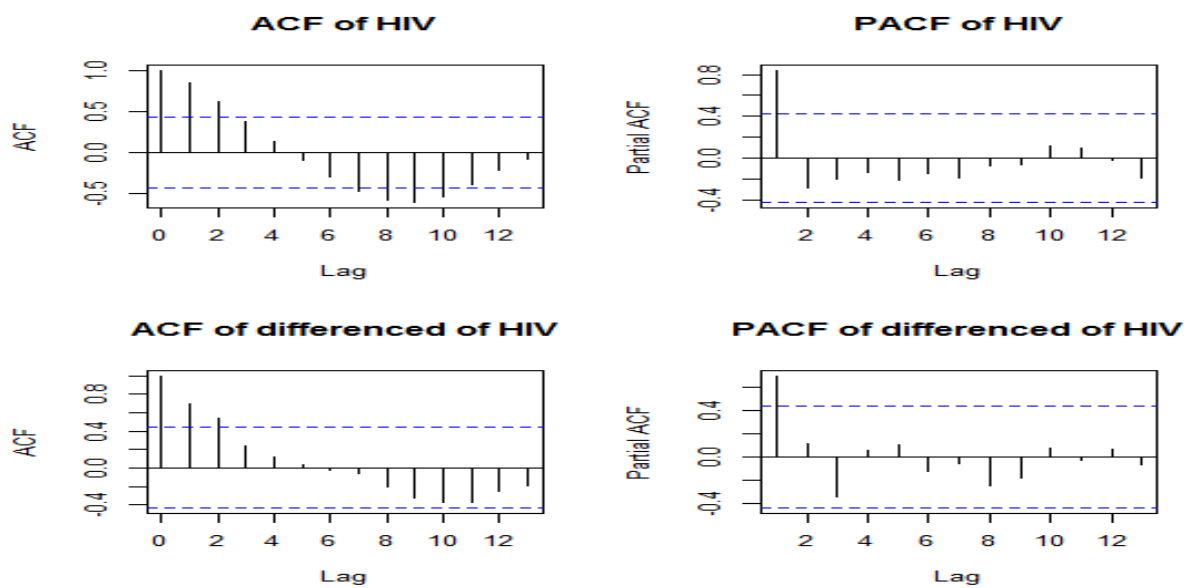 ACF of HIV
ACF
1.0
0.5
0.0
-0.5
0 2 4 6 8 10 12
Lag
PACF of HIV
Partial ACF
0.8
0.4
0.0
-0.4
2 4 6 8 10 12
Lag
ACF of differenced of HIV
ACF
0.8
0.4
0.0
-0.4
0 2 4 6 8 10 12
Lag
PACF of differenced of HIV
Partial ACF
0.4
0.0
-0.4
2 4 6 8 10 12
Lag